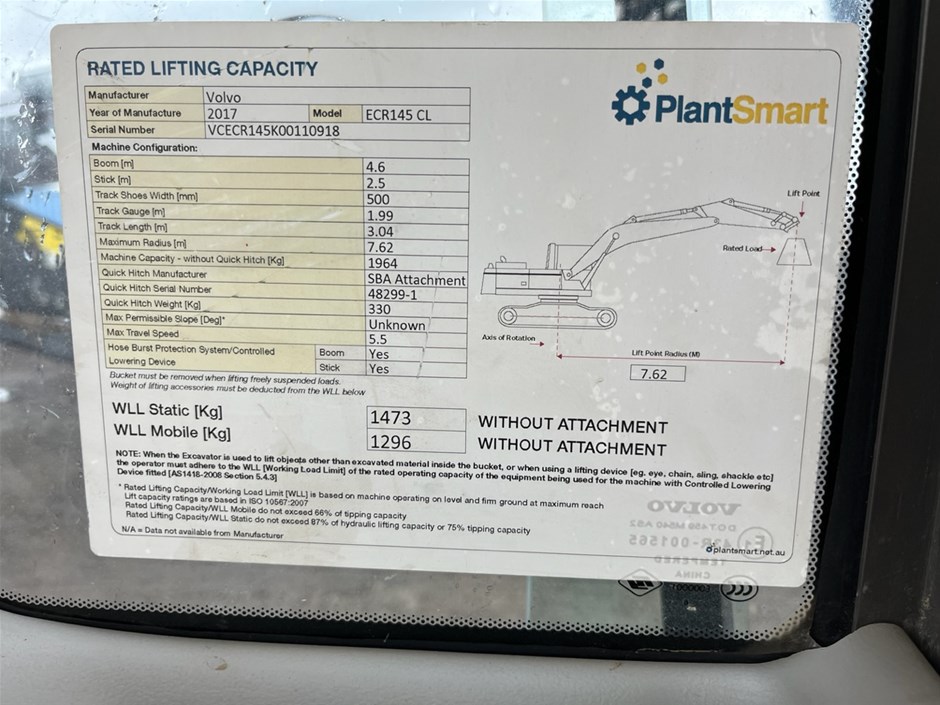 RATED LIFTING CAPACITY
PlantSmart
Manufacturer Volvo
Year of Manufacture 2017 Model ECR145 CL
Serial Number VCECR145K00110918
Machine Configuration:
Boom [m] 4.6
Stick [m] 2.5
Track Shoes Width [mm] 500
Track Gauge [m] 1.99
Track Length [m] 3.04
Maximum Radius [m] 7.62
Machine Capacity - without Quick Hitch [Kg] 1964
Quick Hitch Manufacturer SBA Attachment
Quick Hitch Serial Number 48299-1
Quick Hitch Weight [Kg] 330
Max Permissible Slope [Deg]* Unknown
Max Travel Speed 5.5
Hose Burst Protection System/Controlled Lowering Device Boom Yes
Stick Yes
Lift Point
Rated Load
Axis of Rotation
Lift Point Radius (M)
7.62
Bucket must be removed when lifting freely suspended loads.
Weight of lifting accessories must be deducted from the WLL below
WLL Static [Kg] 1473 WITHOUT ATTACHMENT
WLL Mobile [Kg] 1296 WITHOUT ATTACHMENT
NOTE: When the Excavator is used to lift objects other than excavated material inside the bucket, or when using a lifting device [eg. eye, chain, sling, shackle etc]
the operator must adhere to the WLL [Working Load Limit] of the rated operating capacity of the equipment being used for the machine with Controlled Lowering
Device fitted [AS1418-2008 Section 5.4.3]
* Rated Lifting Capacity/Working Load Limit [WLL] is based on machine operating on level and firm ground at maximum reach
Lift capacity ratings are based in ISO 10567:2007
Rated Lifting Capacity/WLL Mobile do not exceed 66% of tipping capacity
Rated Lifting Capacity/WLL Static do not exceed 87% of hydraulic lifting capacity or 75% tipping capacity
N/A = Data not available from Manufacturer
plantsmart.net.au
VOLVO
DOT459 M540 AS2
E1 43R-001565
TEMPERED
CHINA